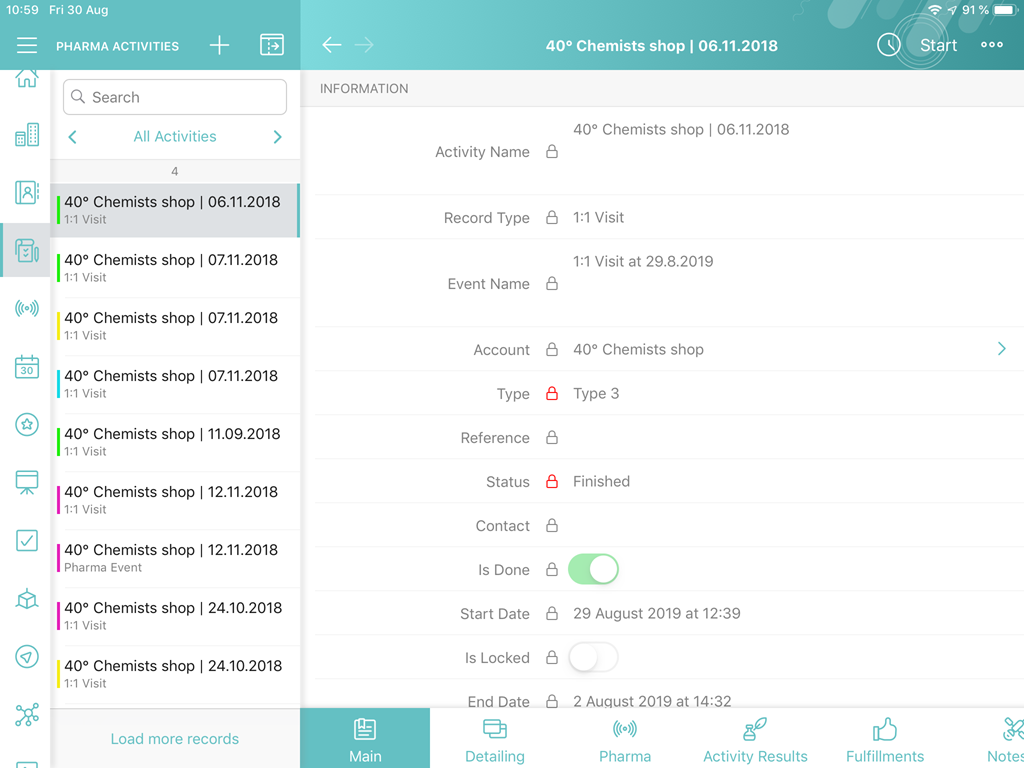 10:59 Fri 30 Aug
91 %
PHARMA ACTIVITIES
40° Chemists shop | 06.11.2018
Start
Search
All Activities
4
40° Chemists shop | 06.11.2018
1:1 Visit
40° Chemists shop | 07.11.2018
1:1 Visit
40° Chemists shop | 07.11.2018
1:1 Visit
40° Chemists shop | 07.11.2018
1:1 Visit
40° Chemists shop | 11.09.2018
1:1 Visit
40° Chemists shop | 12.11.2018
1:1 Visit
40° Chemists shop | 12.11.2018
Pharma Event
40° Chemists shop | 24.10.2018
1:1 Visit
40° Chemists shop | 24.10.2018
1:1 Visit
Load more records
30
INFORMATION
Activity Name 40° Chemists shop | 06.11.2018
Record Type 1:1 Visit
Event Name 1:1 Visit at 29.8.2019
Account 40° Chemists shop
Type Type 3
Reference
Status Finished
Contact
Is Done
Start Date 29 August 2019 at 12:39
Is Locked
End Date 2 August 2019 at 14:32
Main
Detailing
Pharma
Activity Results
Fulfillments
Notes